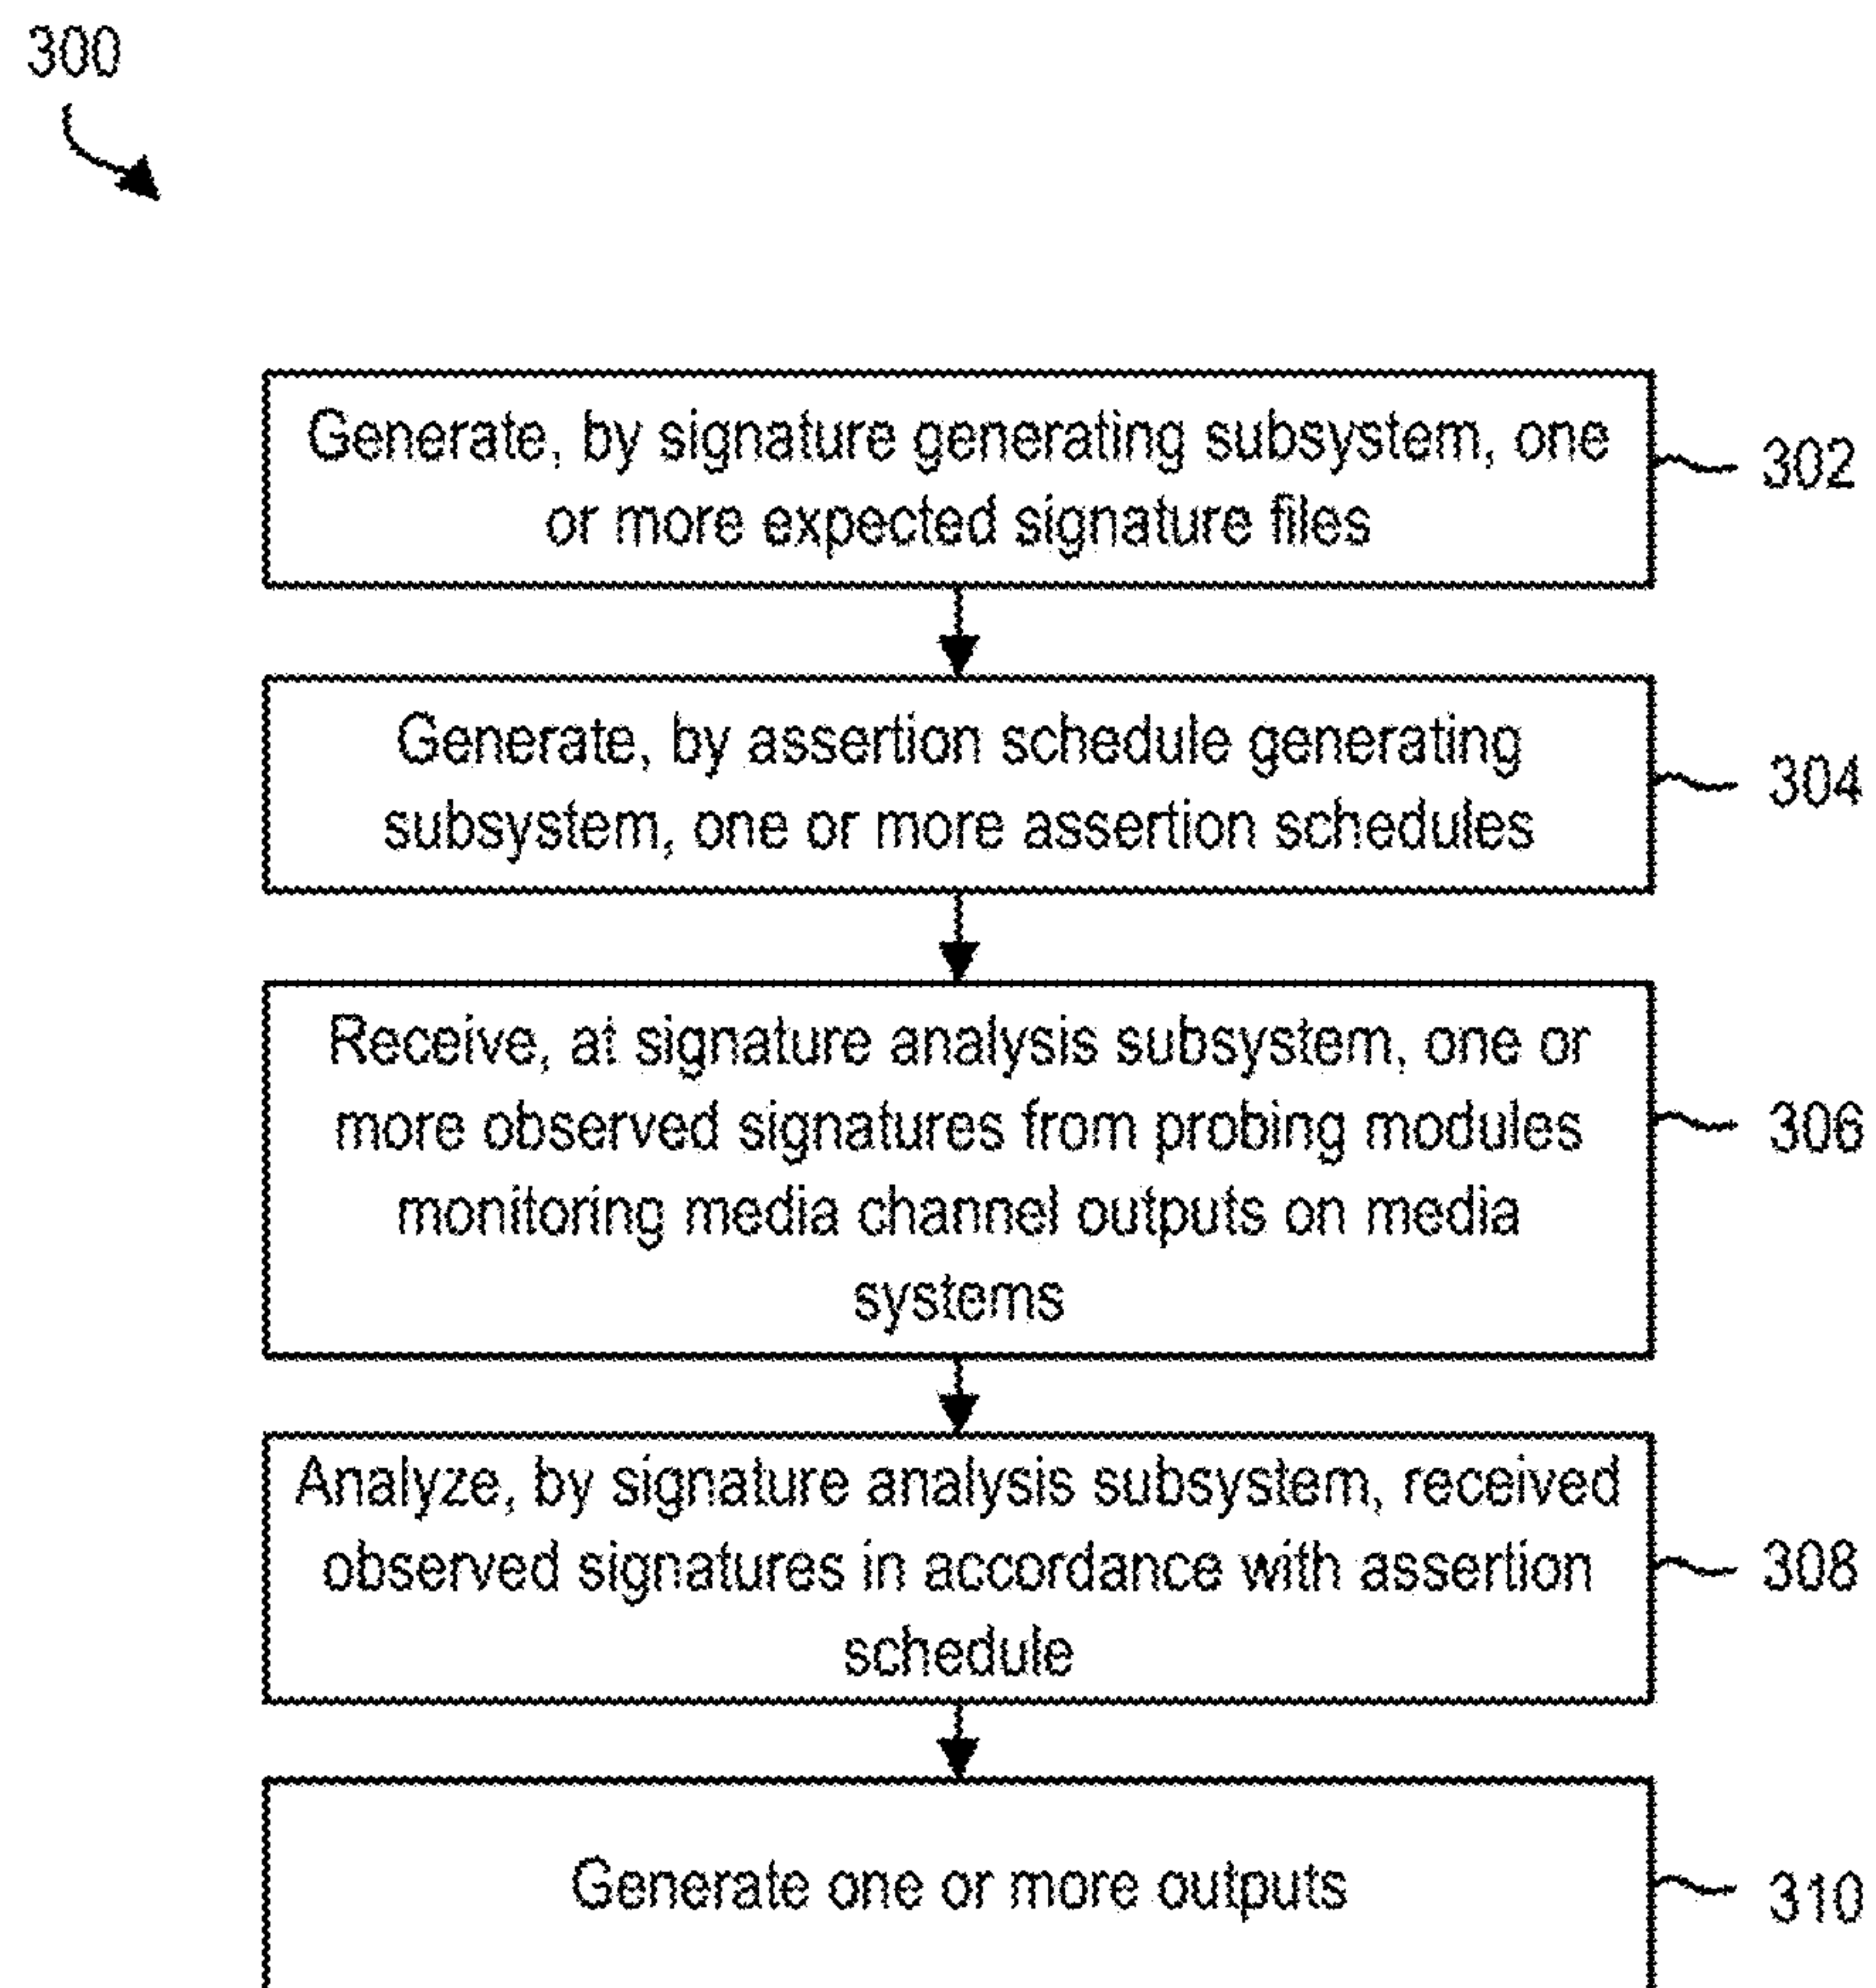 300
Generate, by signature generating subsystem, one
or more expected signature files
302
Generate, by assertion schedule generating
subsystem, one or more assertion schedules
304
Receive, at signature analysis subsystem, one or
more observed signatures from probing modules
monitoring media channel outputs on media
systems
306
Analyze, by signature analysis subsystem, received
observed signatures in accordance with assertion
schedule
308
Generate one or more outputs
310